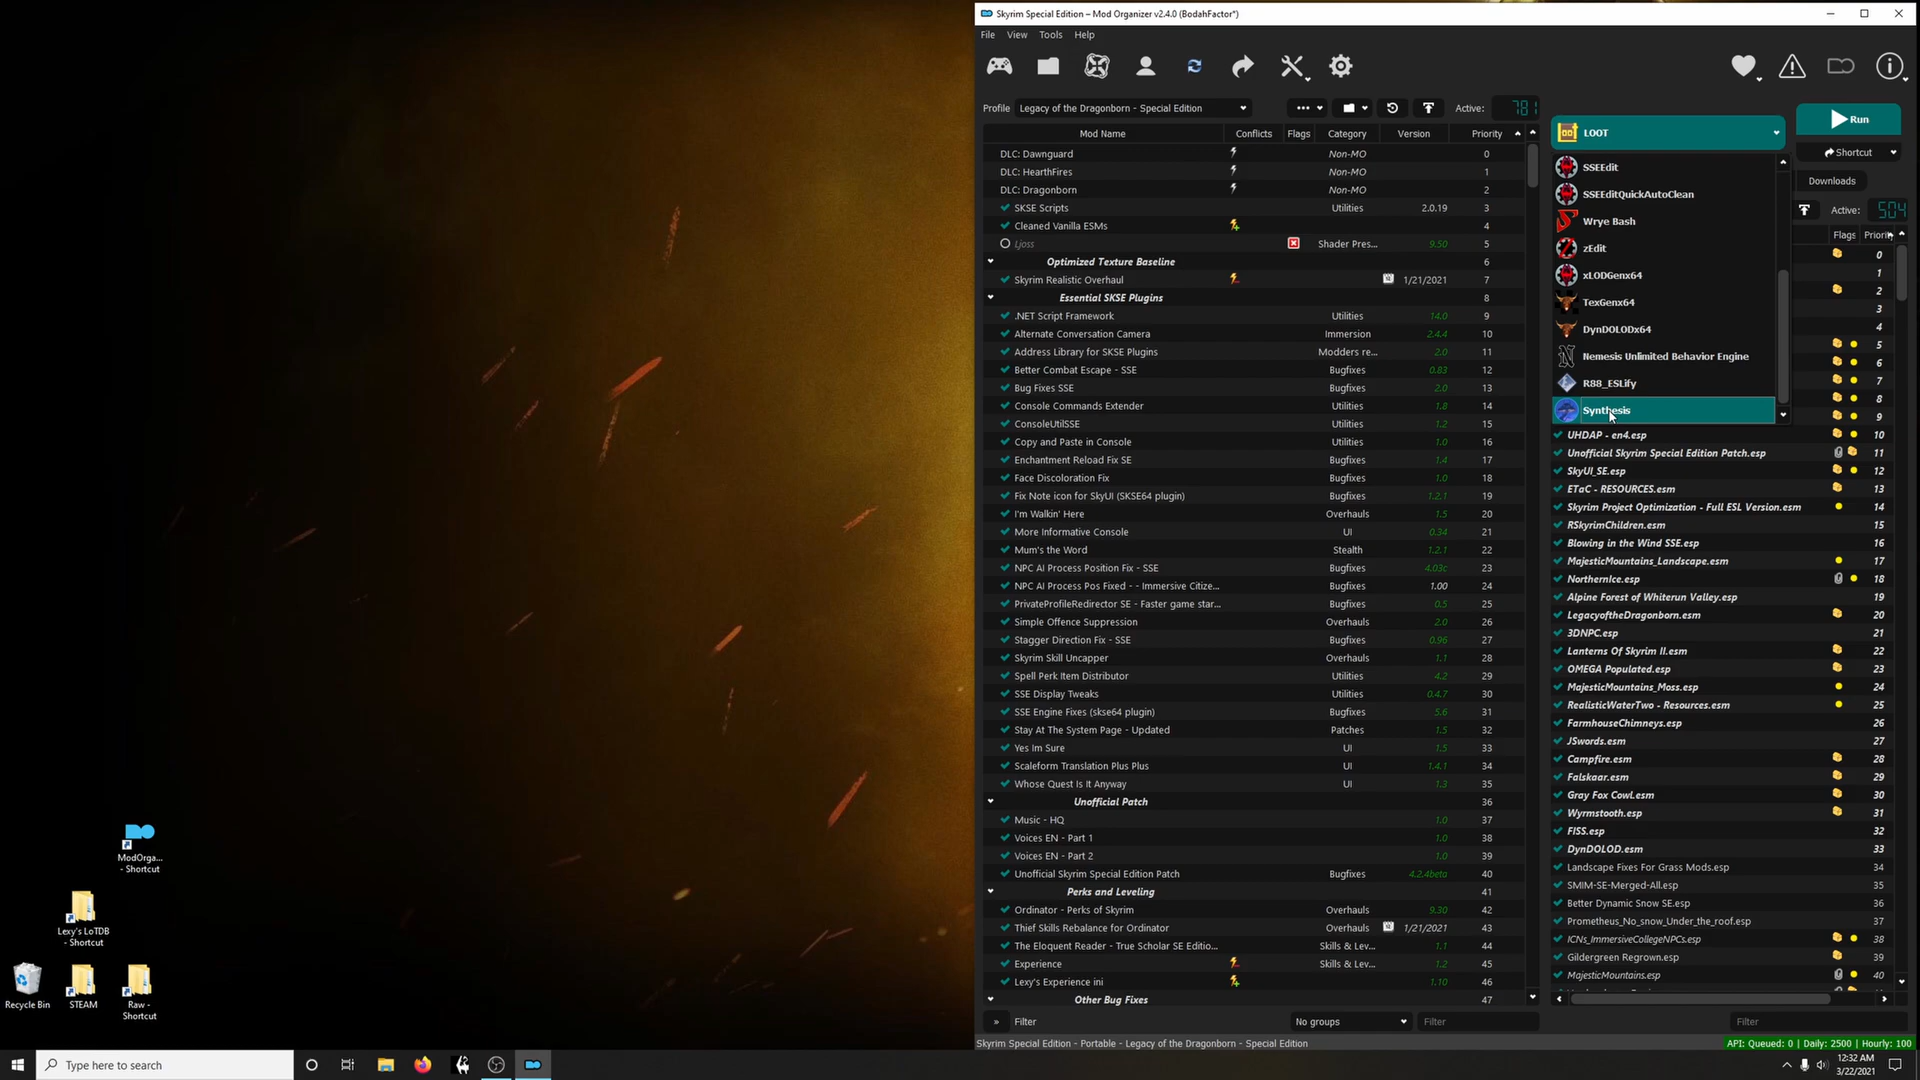 Skyrim Special Edition – Mod Organizer v2.4.0 (BodahFactor*)
File View Tools Help
Profile Legacy of the Dragonborn - Special Edition Active: 781
Mod Name Conflicts Flags Category Version Priority
DLC: Dawnguard Non-MO 0
DLC: HearthFires Non-MO 1
DLC: Dragonborn Non-MO 2
SKSE Scripts Utilities 2.0.19 3
Cleaned Vanilla ESMs 4
Ljoss Shader Pres... 9.50 5
Optimized Texture Baseline 6
Skyrim Realistic Overhaul 1/21/2021 7
Essential SKSE Plugins 8
.NET Script Framework Utilities 14.0 9
Alternate Conversation Camera Immersion 2.4.4 10
Address Library for SKSE Plugins Modders re... 2.0 11
Better Combat Escape - SSE Bugfixes 0.83 12
Bug Fixes SSE Bugfixes 2.0 13
Console Commands Extender Utilities 1.8 14
ConsoleUtilSSE Utilities 1.2 15
Copy and Paste in Console Utilities 1.0 16
Enchantment Reload Fix SE Bugfixes 1.4 17
Face Discoloration Fix Bugfixes 1.0 18
Fix Note icon for SkyUI (SKSE64 plugin) Bugfixes 1.2.1 19
I'm Walkin' Here Overhauls 1.5 20
More Informative Console UI 0.34 21
Mum's the Word Stealth 1.2.1 22
NPC AI Process Position Fix - SSE Bugfixes 4.03c 23
NPC AI Process Pos Fixed - - Immersive Citize... Bugfixes 1.00 24
PrivateProfileRedirector SE - Faster game star... Bugfixes 0.5 25
Simple Offence Suppression Overhauls 2.0 26
Stagger Direction Fix - SSE Bugfixes 0.96 27
Skyrim Skill Uncapper Overhauls 1.1 28
Spell Perk Item Distributor Utilities 4.2 29
SSE Display Tweaks Utilities 0.4.7 30
SSE Engine Fixes (skse64 plugin) Bugfixes 5.6 31
Stay At The System Page - Updated Patches 1.5 32
Yes Im Sure UI 1.5 33
Scaleform Translation Plus Plus UI 1.4.1 34
Whose Quest Is It Anyway UI 1.3 35
Unofficial Patch 36
Music - HQ 1.0 37
Voices EN - Part 1 1.0 38
Voices EN - Part 2 1.0 39
Unofficial Skyrim Special Edition Patch Bugfixes 4.2.4beta 40
Perks and Leveling 41
Ordinator - Perks of Skyrim Overhauls 9.30 42
Thief Skills Rebalance for Ordinator Overhauls 1/21/2021 43
The Eloquent Reader - True Scholar SE Editio... Skills & Lev... 1.1 44
Experience Skills & Lev... 1.2 45
Lexy's Experience ini 1.10 46
Other Bug Fixes 47
» Filter No groups Filter
Skyrim Special Edition - Portable - Legacy of the Dragonborn - Special Edition
LOOT
Run
Shortcut
SSEEdit
SSEEditQuickAutoClean
Wrye Bash
zEdit
xLODGenx64
TexGenx64
DynDOLODx64
Nemesis Unlimited Behavior Engine
R88_ESLify
Synthesis
Downloads
Active: 504
Flags Priority
0
1
2
3
4
5
6
7
8
9
UHDAP - en4.esp 10
Unofficial Skyrim Special Edition Patch.esp 11
SkyUI_SE.esp 12
ETaC - RESOURCES.esm 13
Skyrim Project Optimization - Full ESL Version.esm 14
RSkyrimChildren.esm 15
Blowing in the Wind SSE.esp 16
MajesticMountains_Landscape.esm 17
NorthernIce.esp 18
Alpine Forest of Whiterun Valley.esp 19
LegacyoftheDragonborn.esm 20
3DNPC.esp 21
Lanterns Of Skyrim II.esm 22
OMEGA Populated.esp 23
MajesticMountains_Moss.esp 24
RealisticWaterTwo - Resources.esm 25
FarmhouseChimneys.esp 26
JSwords.esm 27
Campfire.esm 28
Falskaar.esm 29
Gray Fox Cowl.esm 30
Wyrmstooth.esp 31
FISS.esp 32
DynDOLOD.esm 33
Landscape Fixes For Grass Mods.esp 34
SMIM-SE-Merged-All.esp 35
Better Dynamic Snow SE.esp 36
Prometheus_No_snow_Under_the_roof.esp 37
ICNs_ImmersiveCollegeNPCs.esp 38
Gildergreen Regrown.esp 39
MajesticMountains.esp 40
Filter
API: Queued: 0 | Daily: 2500 | Hourly: 100
ModOrga...
- Shortcut
Lexy's LoTDB
- Shortcut
Recycle Bin
STEAM
Raw -
Shortcut
Type here to search
12:32 AM
3/22/2021